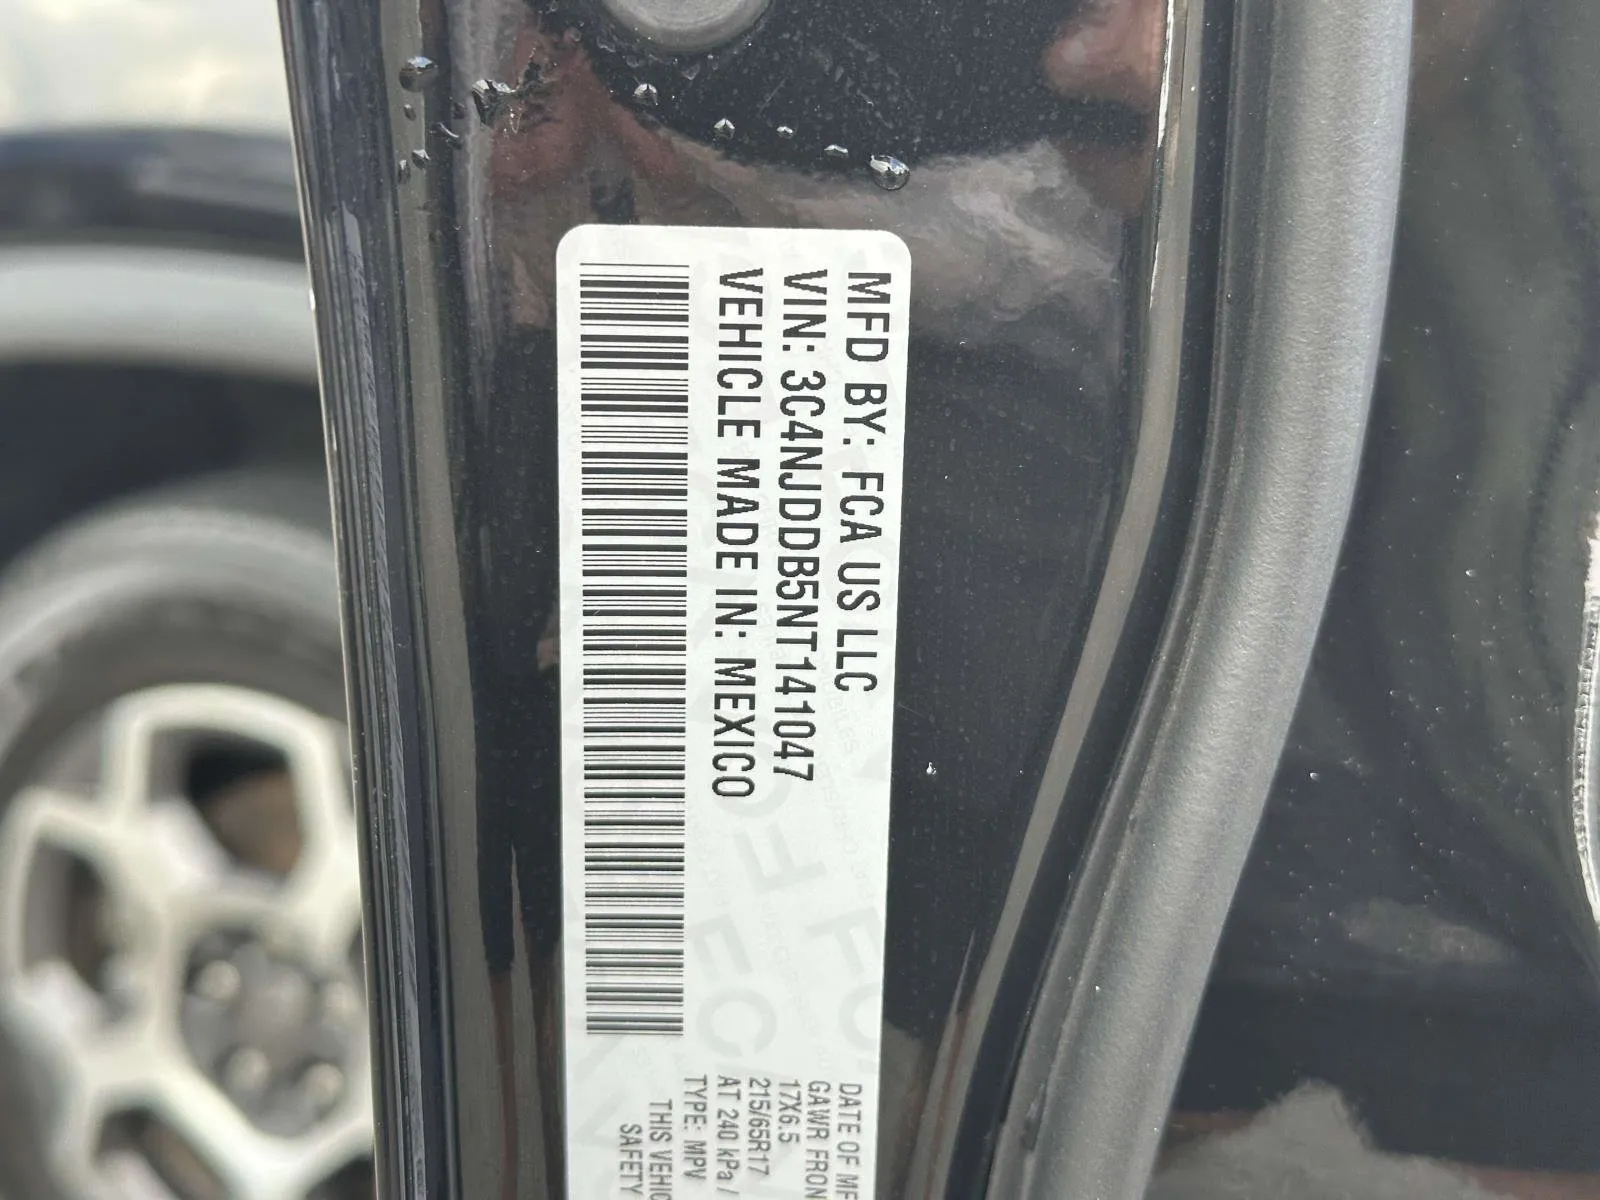 MFD BY: FCA US LLC
VIN: 3C4NJDDB5NT141047
VEHICLE MADE IN: MEXICO
DATE OF MF
GAWR FRON
17X6.5
215/65R17
AT 240 kPa /
TYPE: MPV
THIS VEHIC
SAFETY